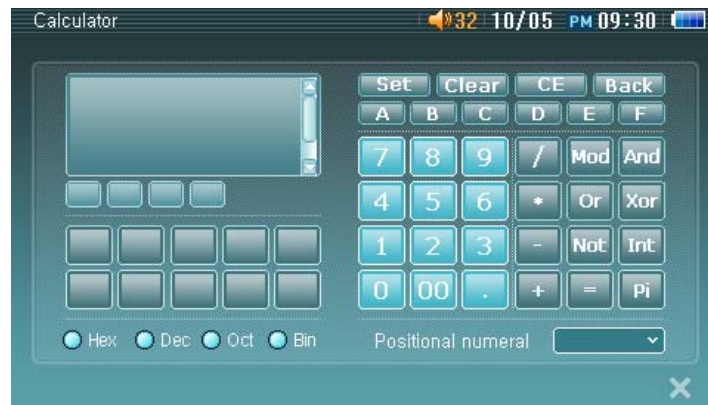 Calculator 32 10/05 PM 09:30
Set Clear CE Back
A B C D E F
7 8 9 / Mod And
4 5 6 * Or Xor
1 2 3 - Not Int
0 00 . + = Pi
Hex Dec Oct Bin Positional numeral